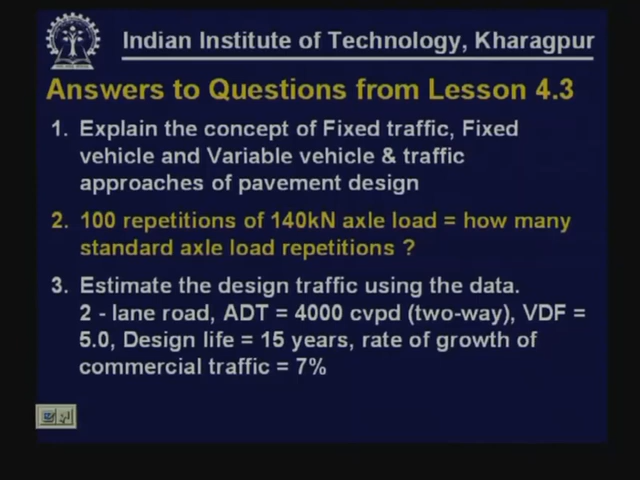 Indian Institute of Technology, Kharagpur
Answers to Questions from Lesson 4.3
1. Explain the concept of Fixed traffic, Fixed
vehicle and Variable vehicle & traffic
approaches of pavement design
2. 100 repetitions of 140kN axle load = how many
standard axle load repetitions ?
3. Estimate the design traffic using the data.
2 - lane road, ADT = 4000 cvpd (two-way), VDF =
5.0, Design life = 15 years, rate of growth of
commercial traffic = 7%